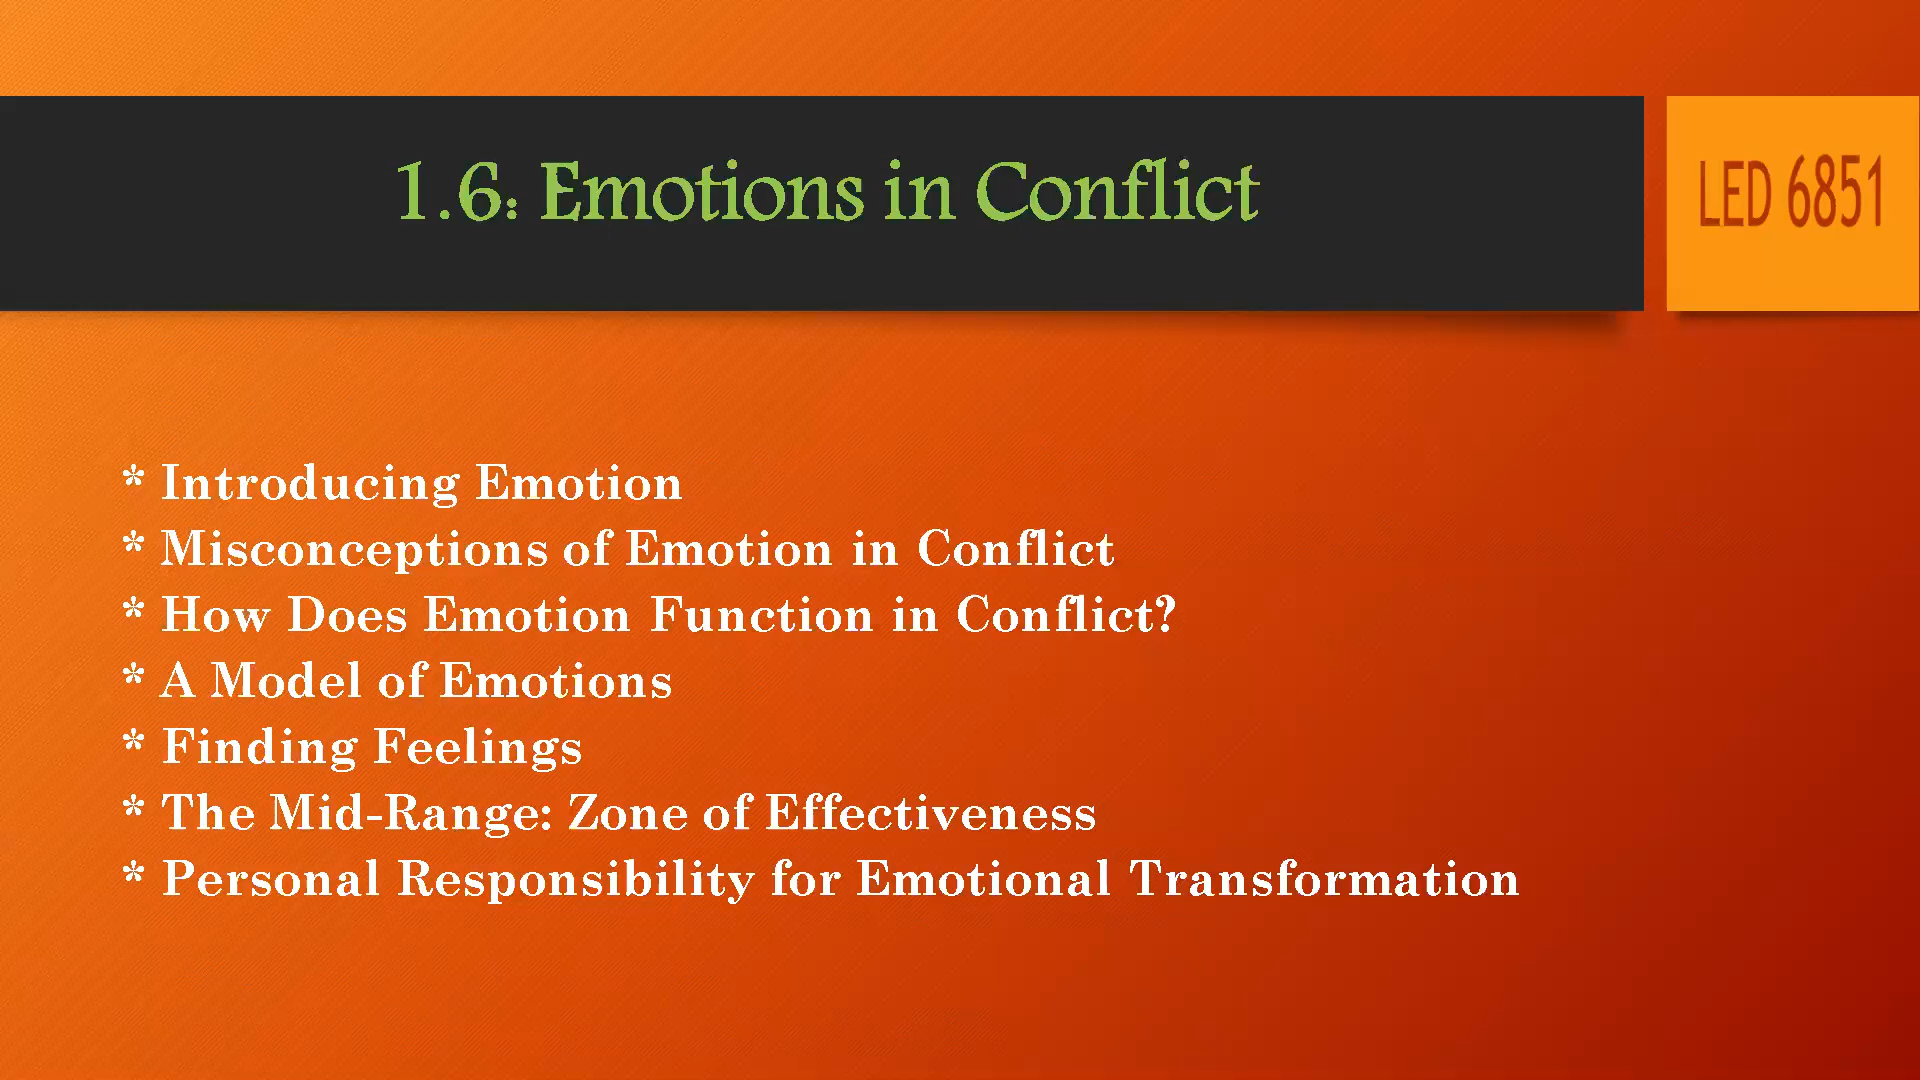 1.6: Emotions in Conflict
LED 6851
* Introducing Emotion
* Misconceptions of Emotion in Conflict
* How Does Emotion Function in Conflict?
* A Model of Emotions
* Finding Feelings
* The Mid-Range: Zone of Effectiveness
* Personal Responsibility for Emotional Transformation